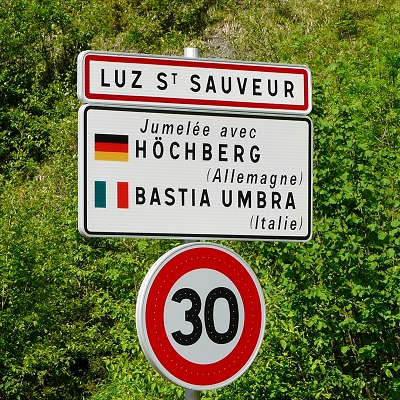 LUZ ST SAUVEUR
Jumelée avec
HÖCHBERG
(Allemagne)
BASTIA UMBRA
(Italie)
30